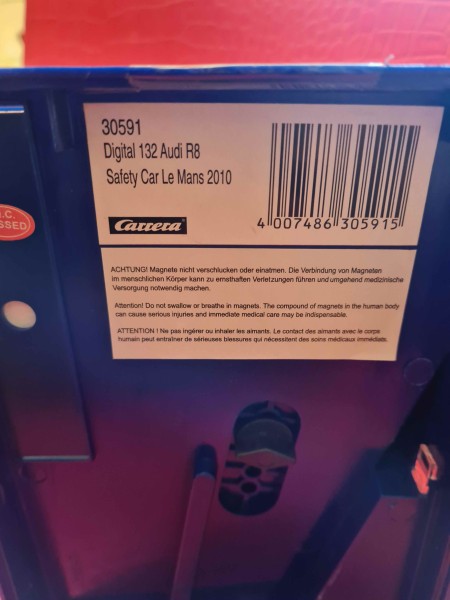 30591
Digital 132 Audi R8
Safety Car Le Mans 2010
Carrera
4 007486 305915
ACHTUNG! Magnete nicht verschlucken oder einatmen. Die Verbindung von Magneten
im menschlichen Körper kann zu ernsthaften Verletzungen führen und umgehend medizinische
Versorgung notwendig machen.
Attention! Do not swallow or breathe in magnets. The compound of magnets in the human body
can cause serious injuries and immediate medical care may be indispensable.
ATTENTION ! Ne pas ingérer ou inhaler les aimants. Le contact des aimants avec le corps
humain peut entraîner de sérieuses blessures qui nécessitent des soins médicaux immédiats.
.C.
SSED